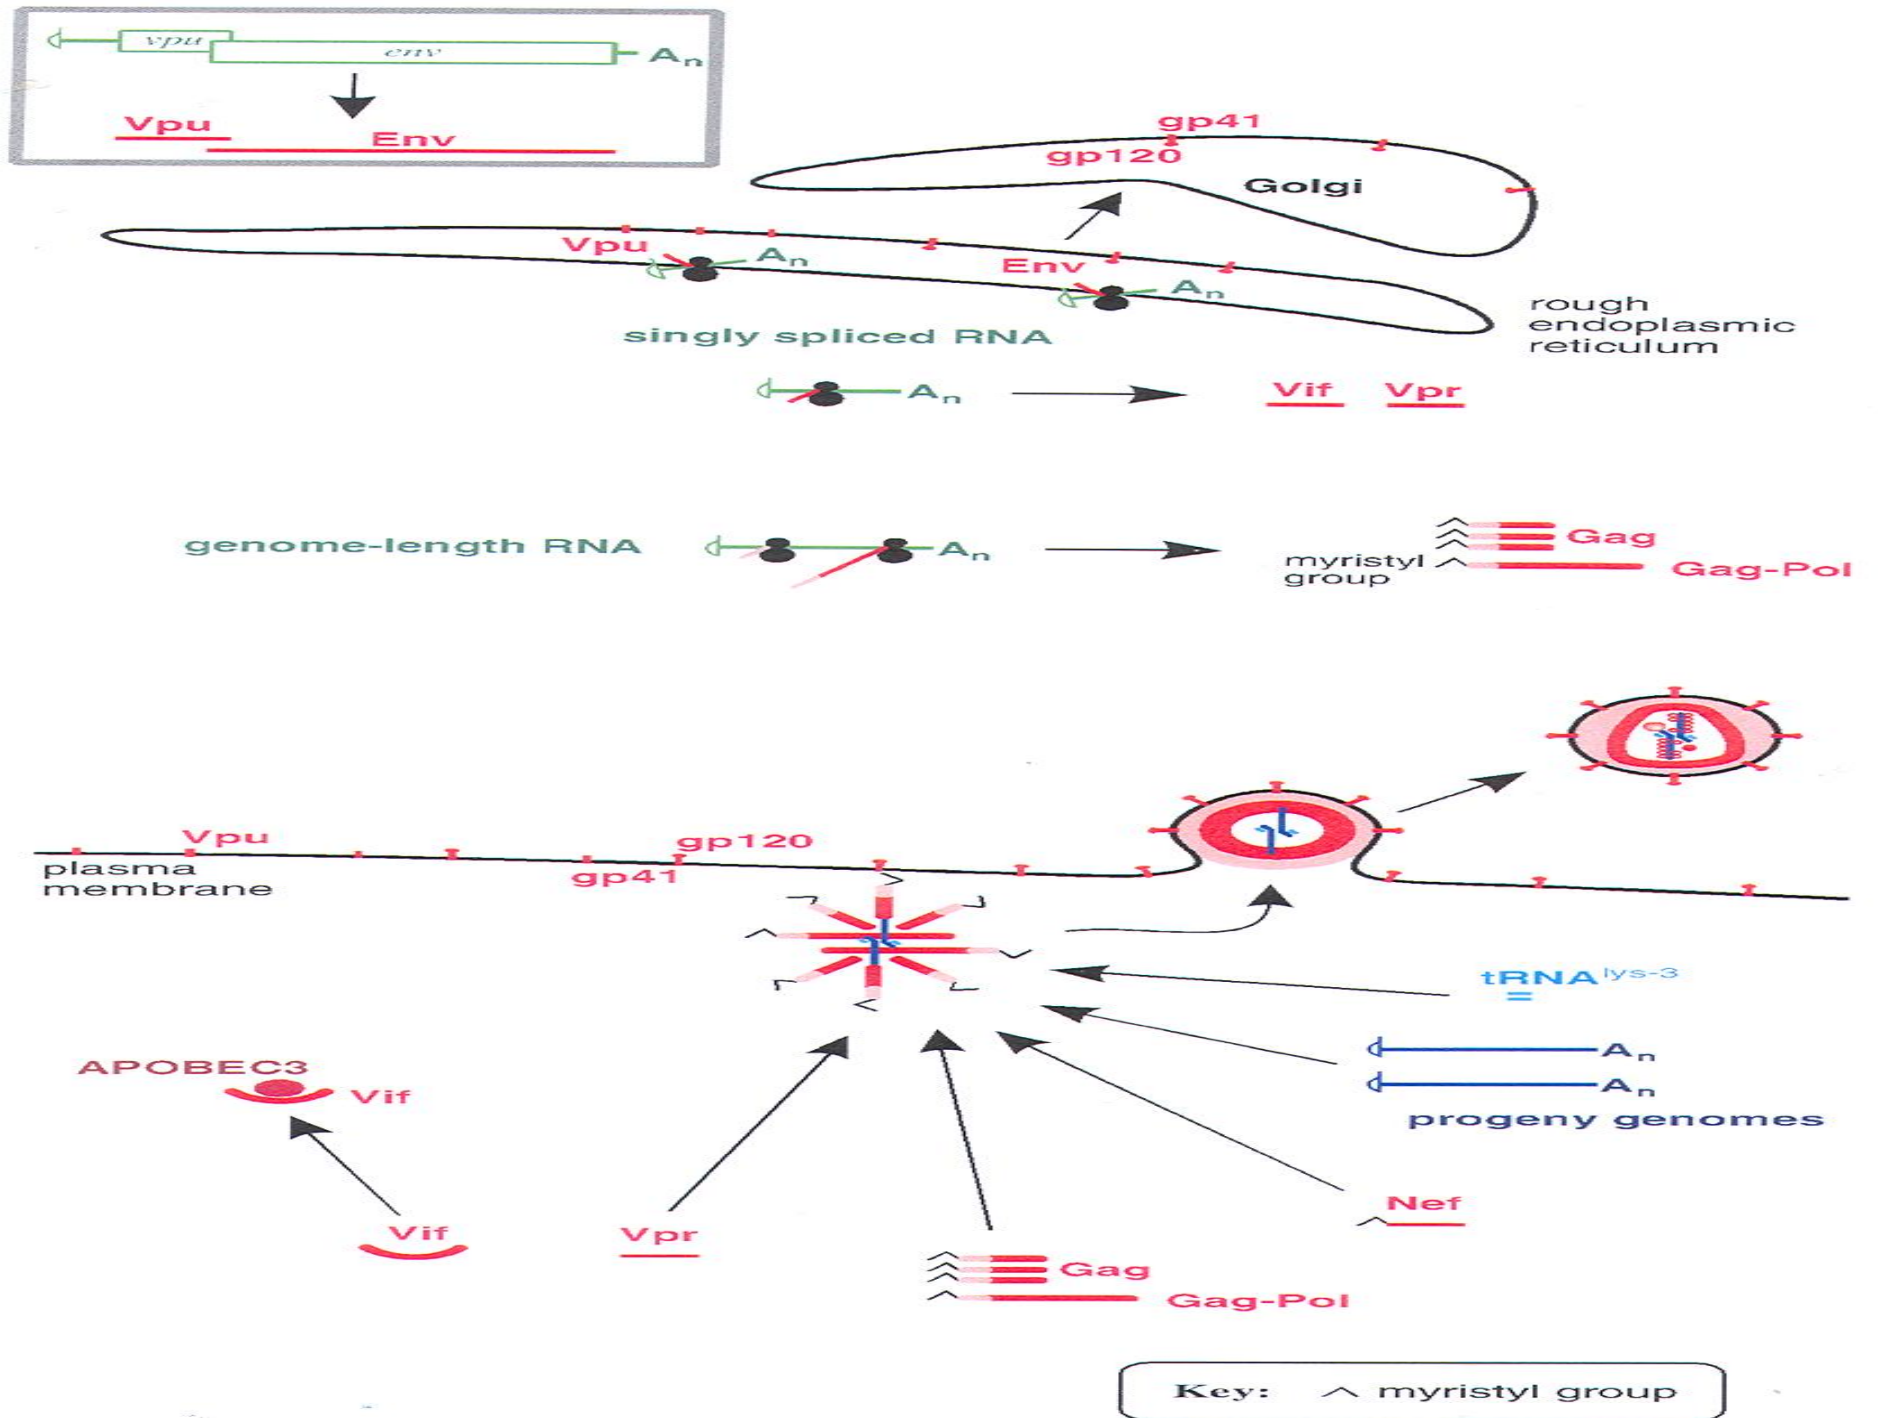 vpu
env
An
Vpu
Env
gp41
gp120
Golgi
Vpu
An
Env
An
rough
endoplasmic
reticulum
singly spliced RNA
An
Vif Vpr
genome-length RNA
An
myristyl
group
Gag
Gag-Pol
Vpu
gp120
plasma
membrane
gp41
tRNAlys-3
An
An
progeny genomes
APOBEC3
Vif
Vif
Vpr
Nef
Gag
Gag-Pol
Key: ^ myristyl group